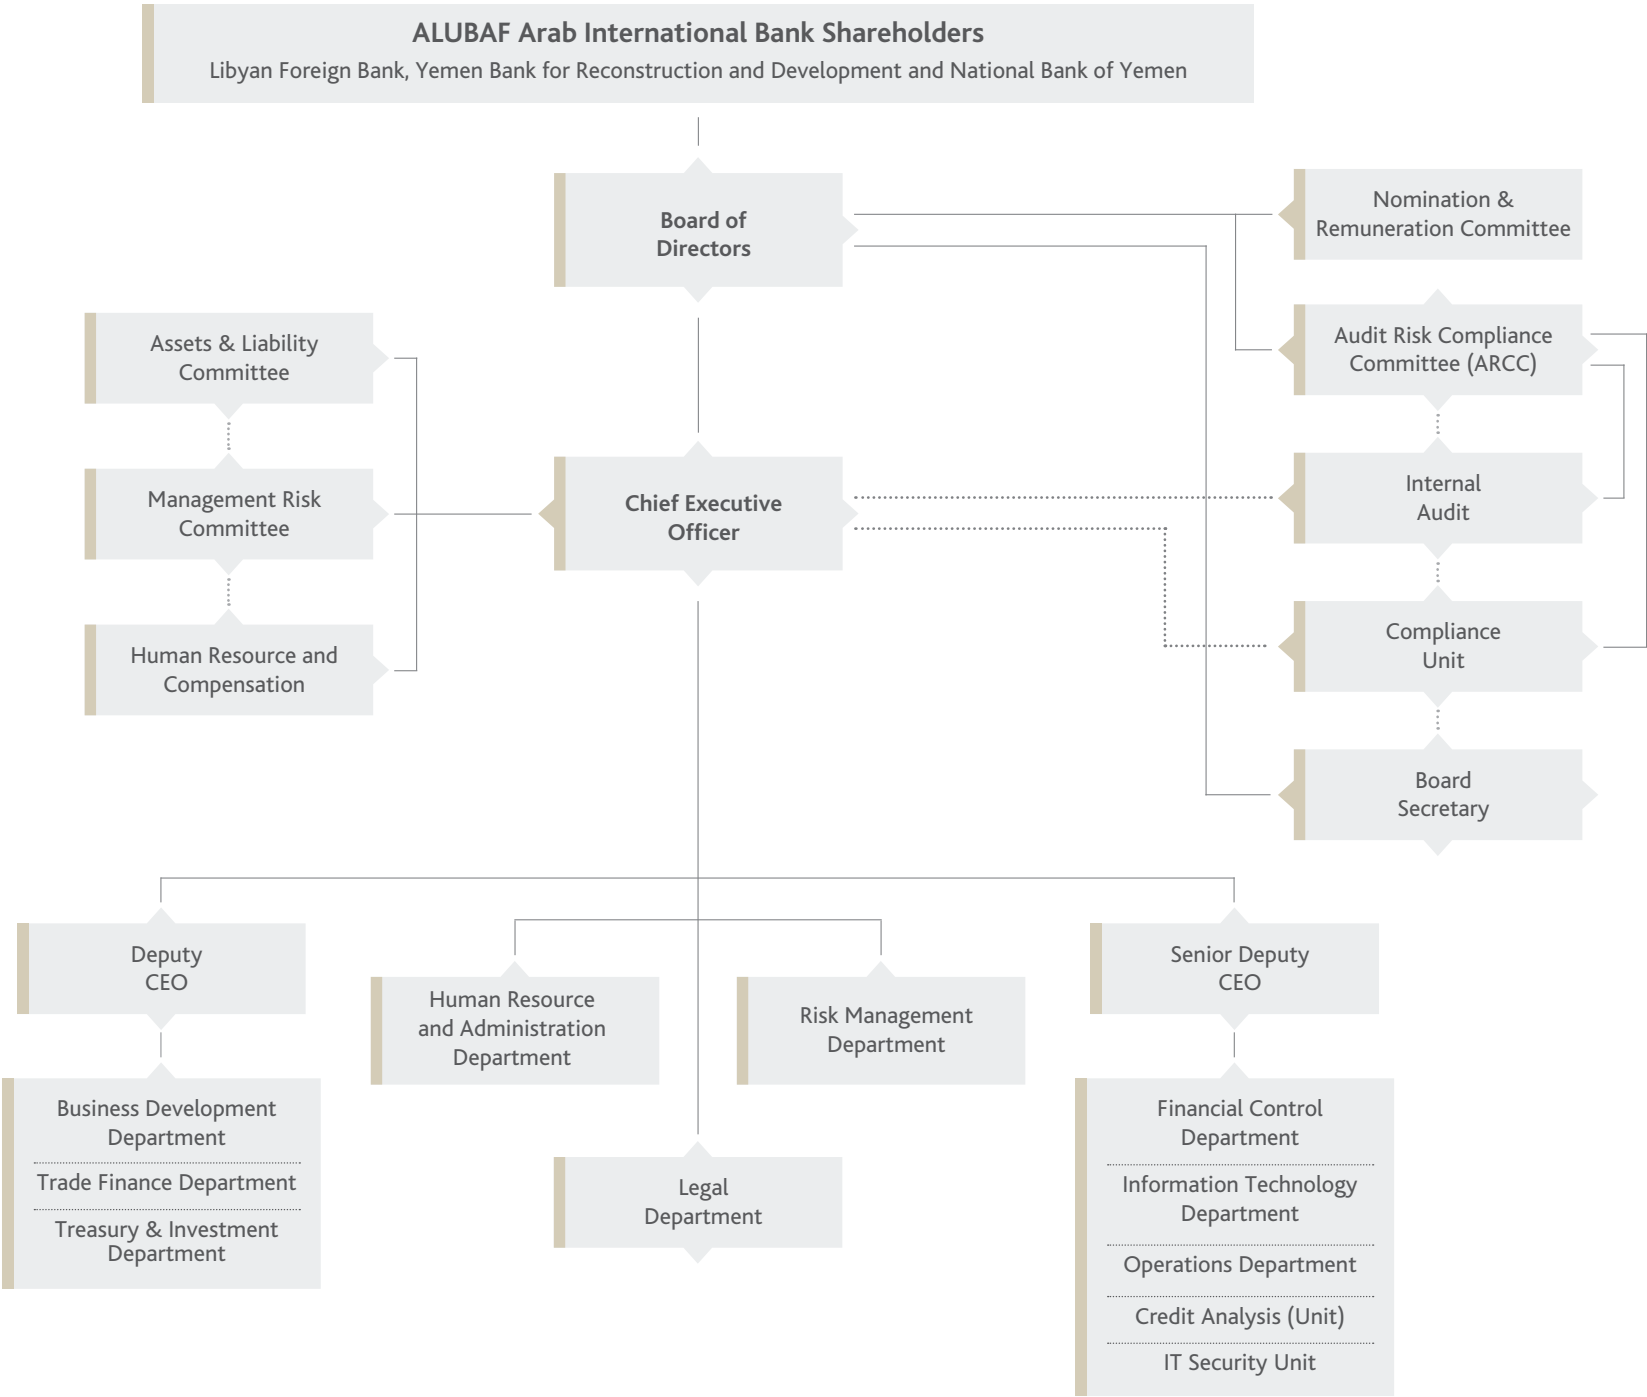 ALUBAF Arab International Bank Shareholders
Libyan Foreign Bank, Yemen Bank for Reconstruction and Development and National Bank of Yemen
Board of
Directors
Nomination &
Remuneration Committee
Assets & Liability
Committee
Audit Risk Compliance
Committee (ARCC)
Management Risk
Committee
Chief Executive
Officer
Internal
Audit
Human Resource and
Compensation
Compliance
Unit
Board
Secretary
Deputy
CEO
Human Resource
and Administration
Department
Risk Management
Department
Senior Deputy
CEO
Business Development
Department
Trade Finance Department
Treasury & Investment
Department
Legal
Department
Financial Control
Department
Information Technology
Department
Operations Department
Credit Analysis (Unit)
IT Security Unit